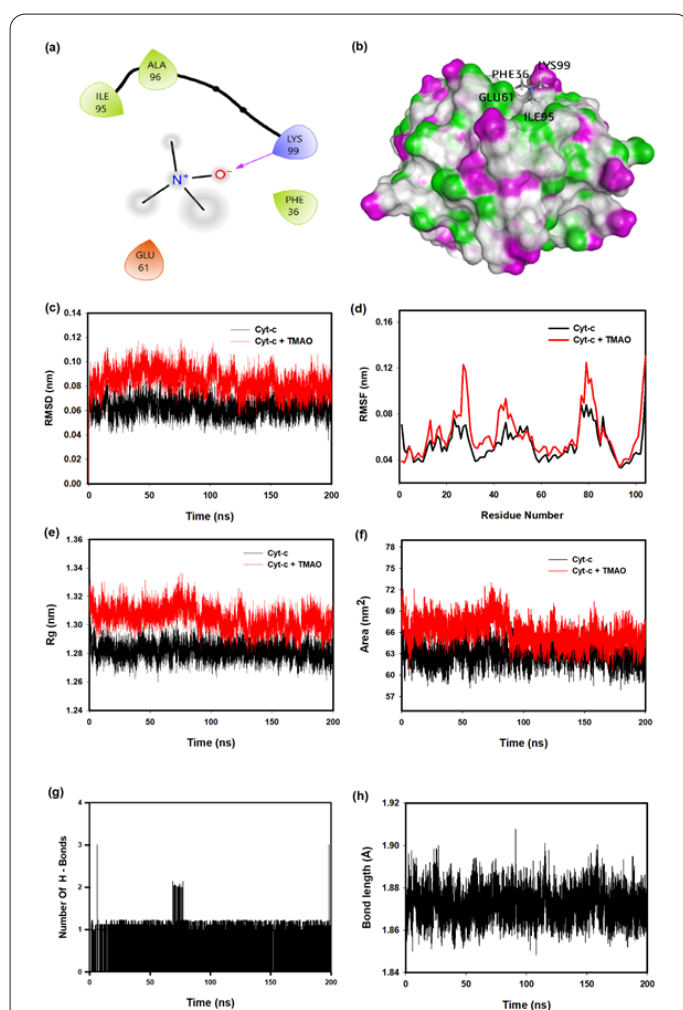 (a)
ALA
96
ILE
95
LYS
99
N+
O−
PHE
36
GLU
61
(b)
PHE36
LYS99
GLU61
ILE95
(c)
0.14
0.12
0.10
0.08
0.06
0.04
0.02
0.00
RMSD (nm)
Cyt-c
Cyt-c + TMAO
0
50
100
150
200
Time (ns)
(d)
0.16
0.12
0.08
0.04
RMSF (nm)
Cyt-c
Cyt-c + TMAO
0
20
40
60
80
100
Residue Number
(e)
1.36
1.34
1.32
1.30
1.28
1.26
1.24
Rg (nm)
Cyt-c
Cyt-c + TMAO
0
50
100
150
200
Time (ns)
(f)
78
75
72
69
66
63
60
57
Area (nm²)
Cyt-c
Cyt-c + TMAO
0
50
100
150
200
Time (ns)
(g)
4
3
2
1
0
Number Of H - Bonds
0
50
100
150
200
Time (ns)
(h)
1.92
1.90
1.88
1.86
1.84
Bond length (A)
0
50
100
150
200
Time (ns)